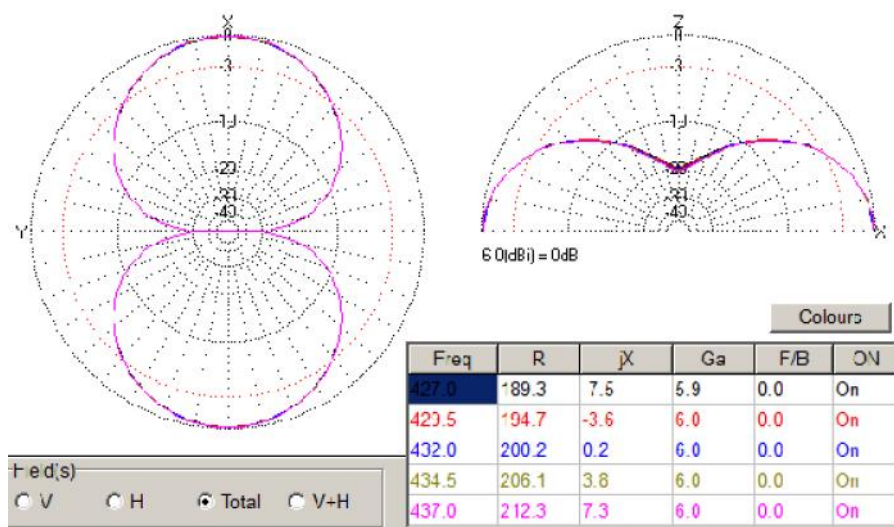 X
0
-3
-10
-20
-30
-40
Y
Z
0
-3
-10
-20
-30
-40
X
6.0(dBi) = 0dB
Colours
Freq R jX Ga F/B ON
427.0 189.3 7.5 5.9 0.0 On
429.5 194.7 -3.6 6.0 0.0 On
432.0 200.2 0.2 6.0 0.0 On
434.5 206.1 3.8 6.0 0.0 On
437.0 212.3 7.3 6.0 0.0 On
Field(s)
V H Total V+H